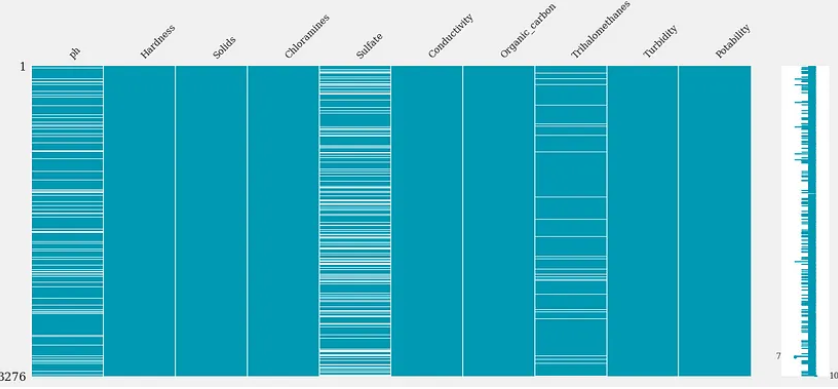 ph
Hardness
Solids
Chloramines
Sulfate
Conductivity
Organic_carbon
Trihalomethanes
Turbidity
Potability
1
7
3276
10